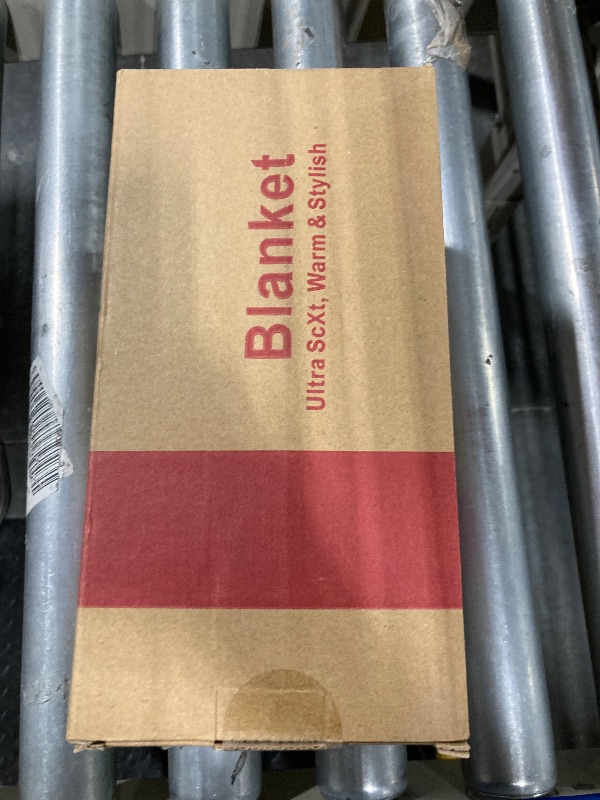 Blanket
Ultra ScXt, Warm & Stylish